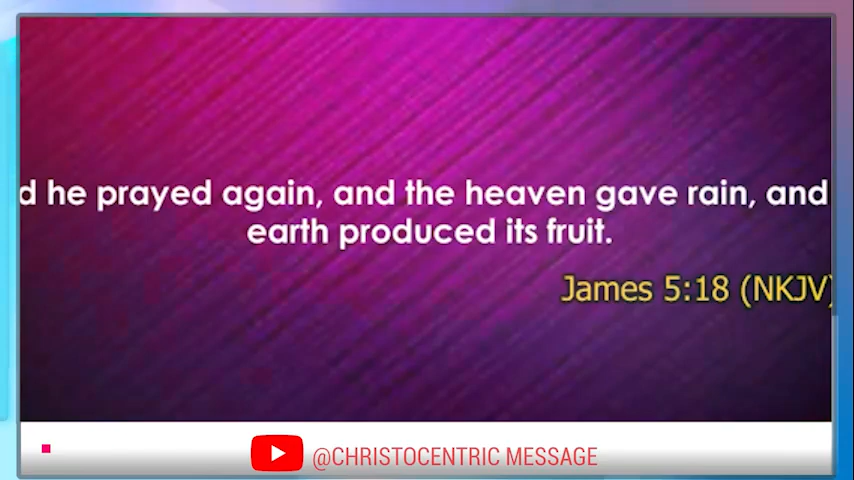 d he prayed again, and the heaven gave rain, and
earth produced its fruit.
James 5:18 (NKJV)
@CHRISTOCENTRIC MESSAGE